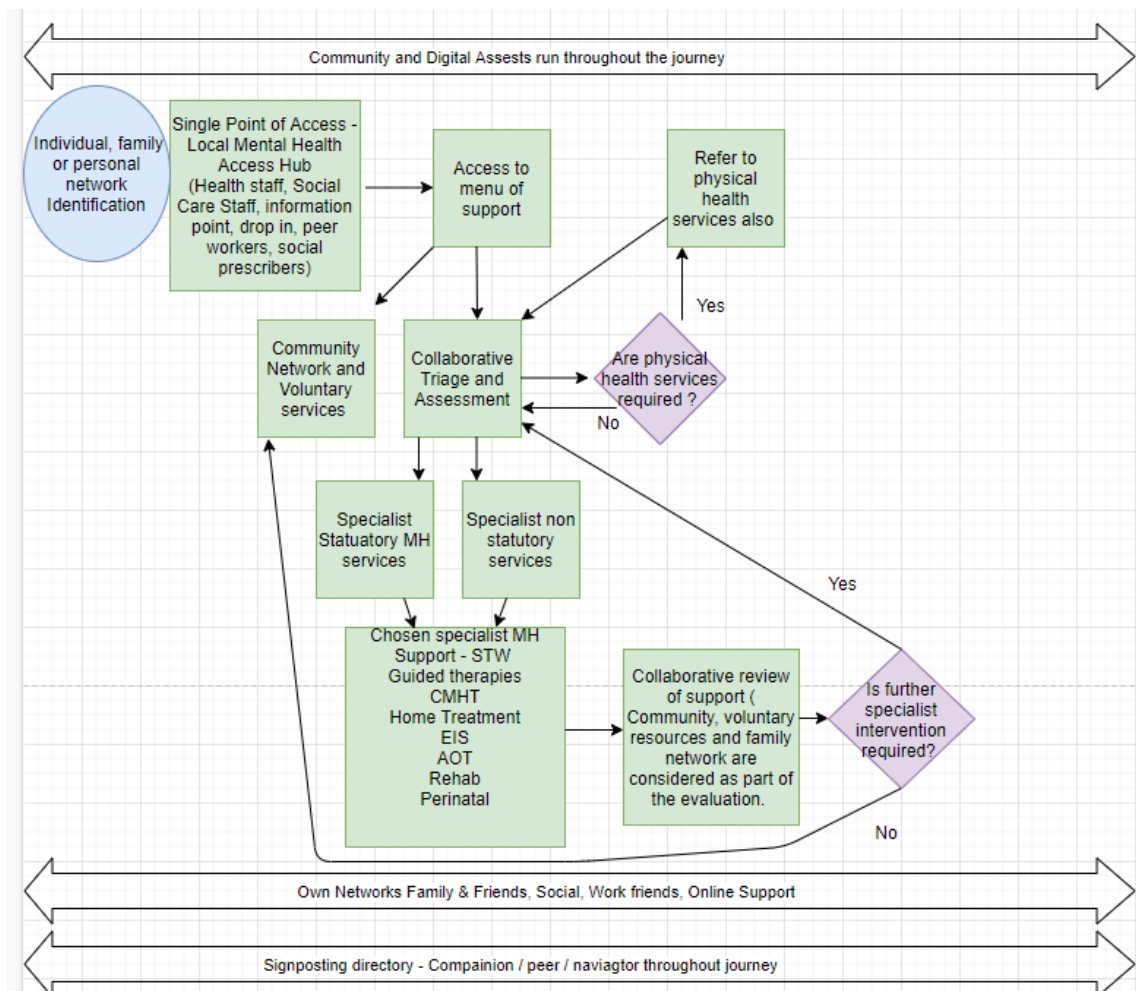 Community and Digital Assests run throughout the journey
Individual, family
or personal
network
Identification
Single Point of Access -
Local Mental Health
Access Hub
(Health staff, Social
Care Staff, information
point, drop in, peer
workers, social
prescribers)
Access to
menu of
support
Refer to
physical
health
services also
Yes
Community
Network and
Voluntary
services
Collaborative
Triage and
Assessment
Are physical
health services
required ?
No
Specialist
Statuatory MH
services
Specialist non
statutory
services
Yes
Chosen specialist MH
Support - STW
Guided therapies
CMHT
Home Treatment
EIS
AOT
Rehab
Perinatal
Collaborative review
of support (
Community, voluntary
resources and family
network are
considered as part of
the evaluation.
Is further
specialist
intervention
required?
No
Own Networks Family & Friends, Social, Work friends, Online Support
Signposting directory - Compainion / peer / naviagtor throughout journey